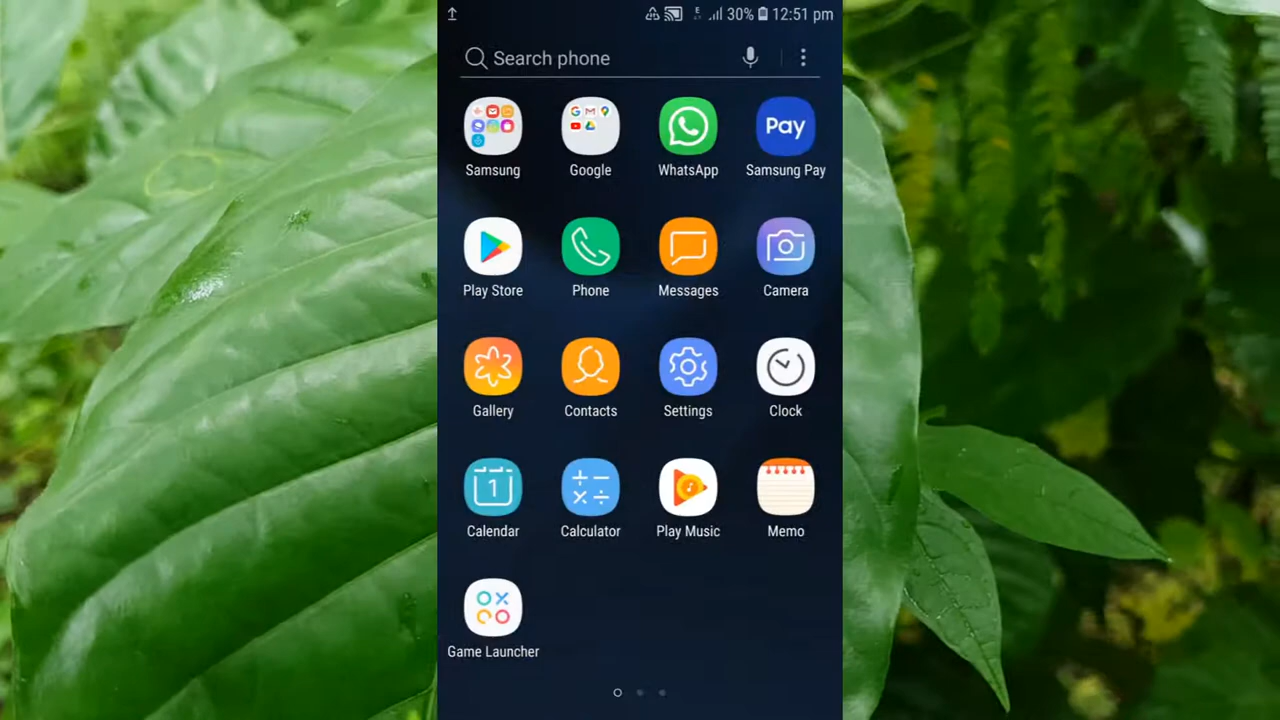 30% 12:51 pm
Search phone
Pay
Samsung Google WhatsApp Samsung Pay
Play Store Phone Messages Camera
Gallery Contacts Settings Clock
1
Calendar Calculator Play Music Memo
Game Launcher